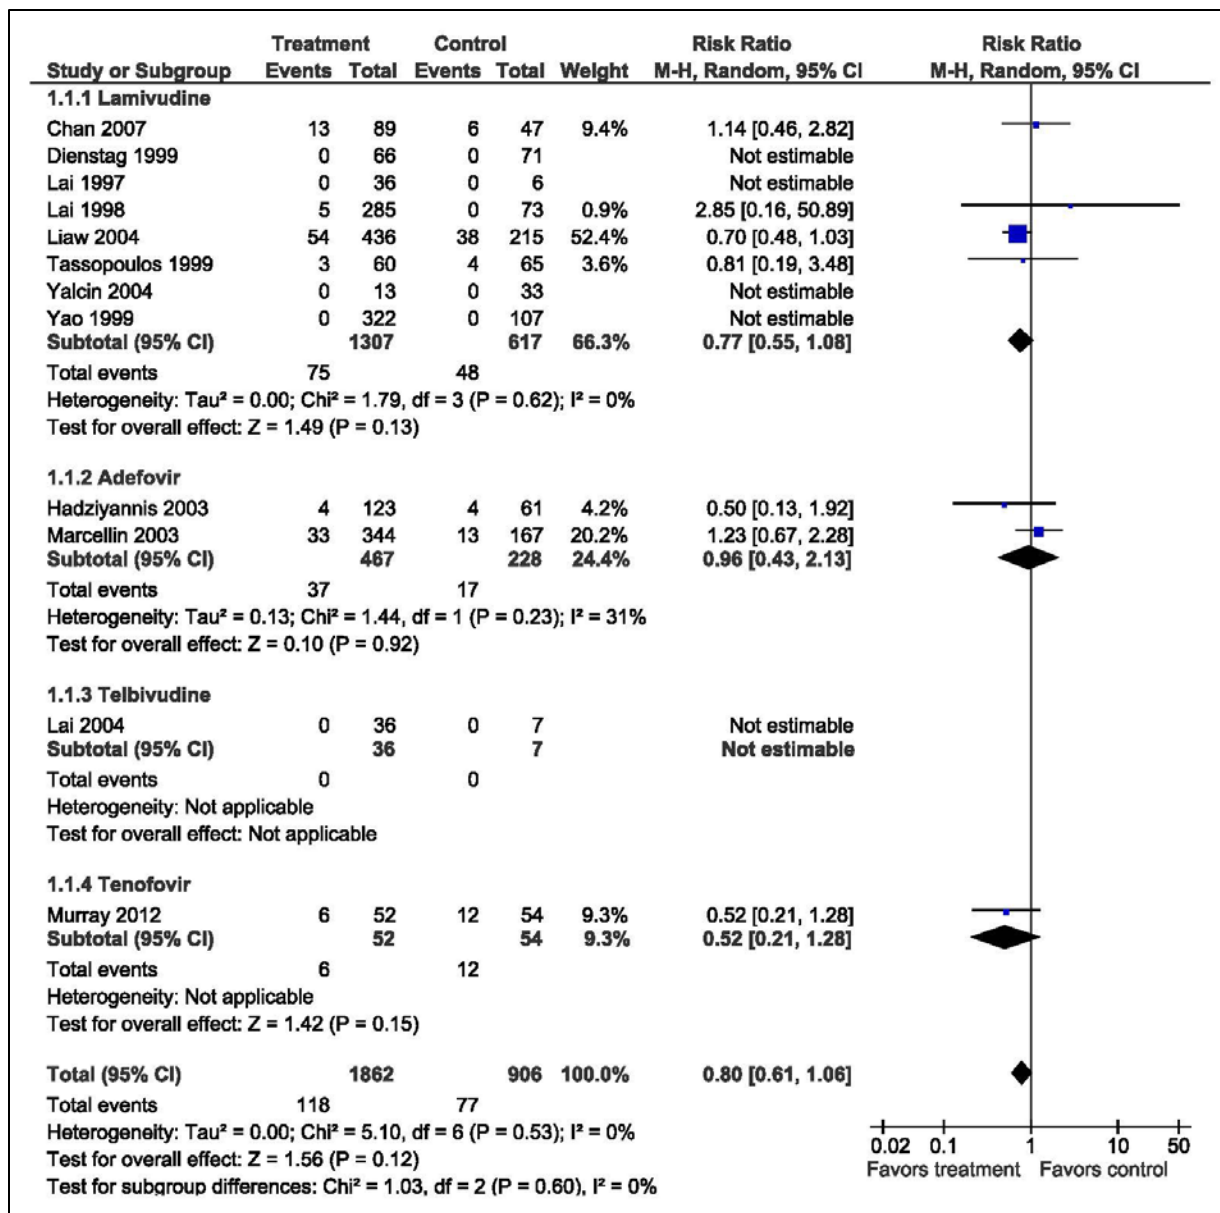 Treatment Control Risk Ratio Risk Ratio
Study or Subgroup Events Total Events Total Weight M-H, Random, 95% CI M-H, Random, 95% CI
1.1.1 Lamivudine
Chan 2007 13 89 6 47 9.4% 1.14 [0.46, 2.82]
Dienstag 1999 0 66 0 71 Not estimable
Lai 1997 0 36 0 6 Not estimable
Lai 1998 5 285 0 73 0.9% 2.85 [0.16, 50.89]
Liaw 2004 54 436 38 215 52.4% 0.70 [0.48, 1.03]
Tassopoulos 1999 3 60 4 65 3.6% 0.81 [0.19, 3.48]
Yalcin 2004 0 13 0 33 Not estimable
Yao 1999 0 322 0 107 Not estimable
Subtotal (95% CI) 1307 617 66.3% 0.77 [0.55, 1.08]
Total events 75 48
Heterogeneity: Tau² = 0.00; Chi² = 1.79, df = 3 (P = 0.62); I² = 0%
Test for overall effect: Z = 1.49 (P = 0.13)
1.1.2 Adefovir
Hadziyannis 2003 4 123 4 61 4.2% 0.50 [0.13, 1.92]
Marcellin 2003 33 344 13 167 20.2% 1.23 [0.67, 2.28]
Subtotal (95% CI) 467 228 24.4% 0.96 [0.43, 2.13]
Total events 37 17
Heterogeneity: Tau² = 0.13; Chi² = 1.44, df = 1 (P = 0.23); I² = 31%
Test for overall effect: Z = 0.10 (P = 0.92)
1.1.3 Telbivudine
Lai 2004 0 36 0 7 Not estimable
Subtotal (95% CI) 36 7 Not estimable
Total events 0 0
Heterogeneity: Not applicable
Test for overall effect: Not applicable
1.1.4 Tenofovir
Murray 2012 6 52 12 54 9.3% 0.52 [0.21, 1.28]
Subtotal (95% CI) 52 54 9.3% 0.52 [0.21, 1.28]
Total events 6 12
Heterogeneity: Not applicable
Test for overall effect: Z = 1.42 (P = 0.15)
Total (95% CI) 1862 906 100.0% 0.80 [0.61, 1.06]
Total events 118 77
Heterogeneity: Tau² = 0.00; Chi² = 5.10, df = 6 (P = 0.53); I² = 0%
Test for overall effect: Z = 1.56 (P = 0.12)
Test for subgroup differences: Chi² = 1.03, df = 2 (P = 0.60), I² = 0%
0.02 0.1 1 10 50
Favors treatment Favors control